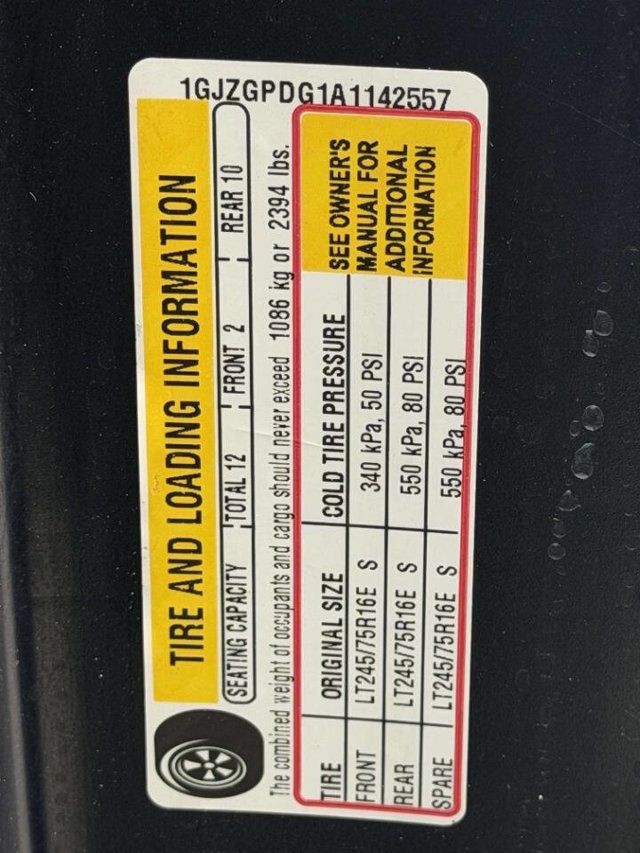 1GJZGPDG1A1142557
TIRE AND LOADING INFORMATION
SEATING CAPACITY TOTAL 12 FRONT 2 REAR 10
The combined weight of occupants and cargo should never exceed 1086 kg or 2394 lbs.
TIRE ORIGINAL SIZE COLD TIRE PRESSURE
FRONT LT245/75R16E S 340 kPa, 50 PSI
REAR LT245/75R16E S 550 kPa, 80 PSI
SPARE LT245/75R16E S 550 kPa, 80 PSI
SEE OWNER'S
MANUAL FOR
ADDITIONAL
INFORMATION